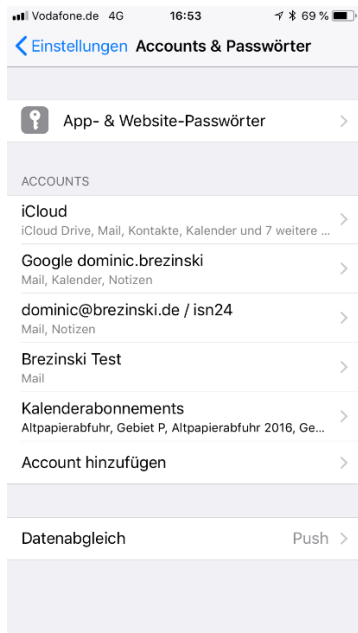 Vodafone.de 4G 16:53 69 %
Einstellungen Accounts & Passwörter
App- & Website-Passwörter
ACCOUNTS
iCloud
iCloud Drive, Mail, Kontakte, Kalender und 7 weitere ...
Google dominic.brezinski
Mail, Kalender, Notizen
dominic@brezinski.de / isn24
Mail, Notizen
Brezinski Test
Mail
Kalenderabonnements
Altpapierabfuhr, Gebiet P, Altpapierabfuhr 2016, Ge...
Account hinzufügen
Datenabgleich Push